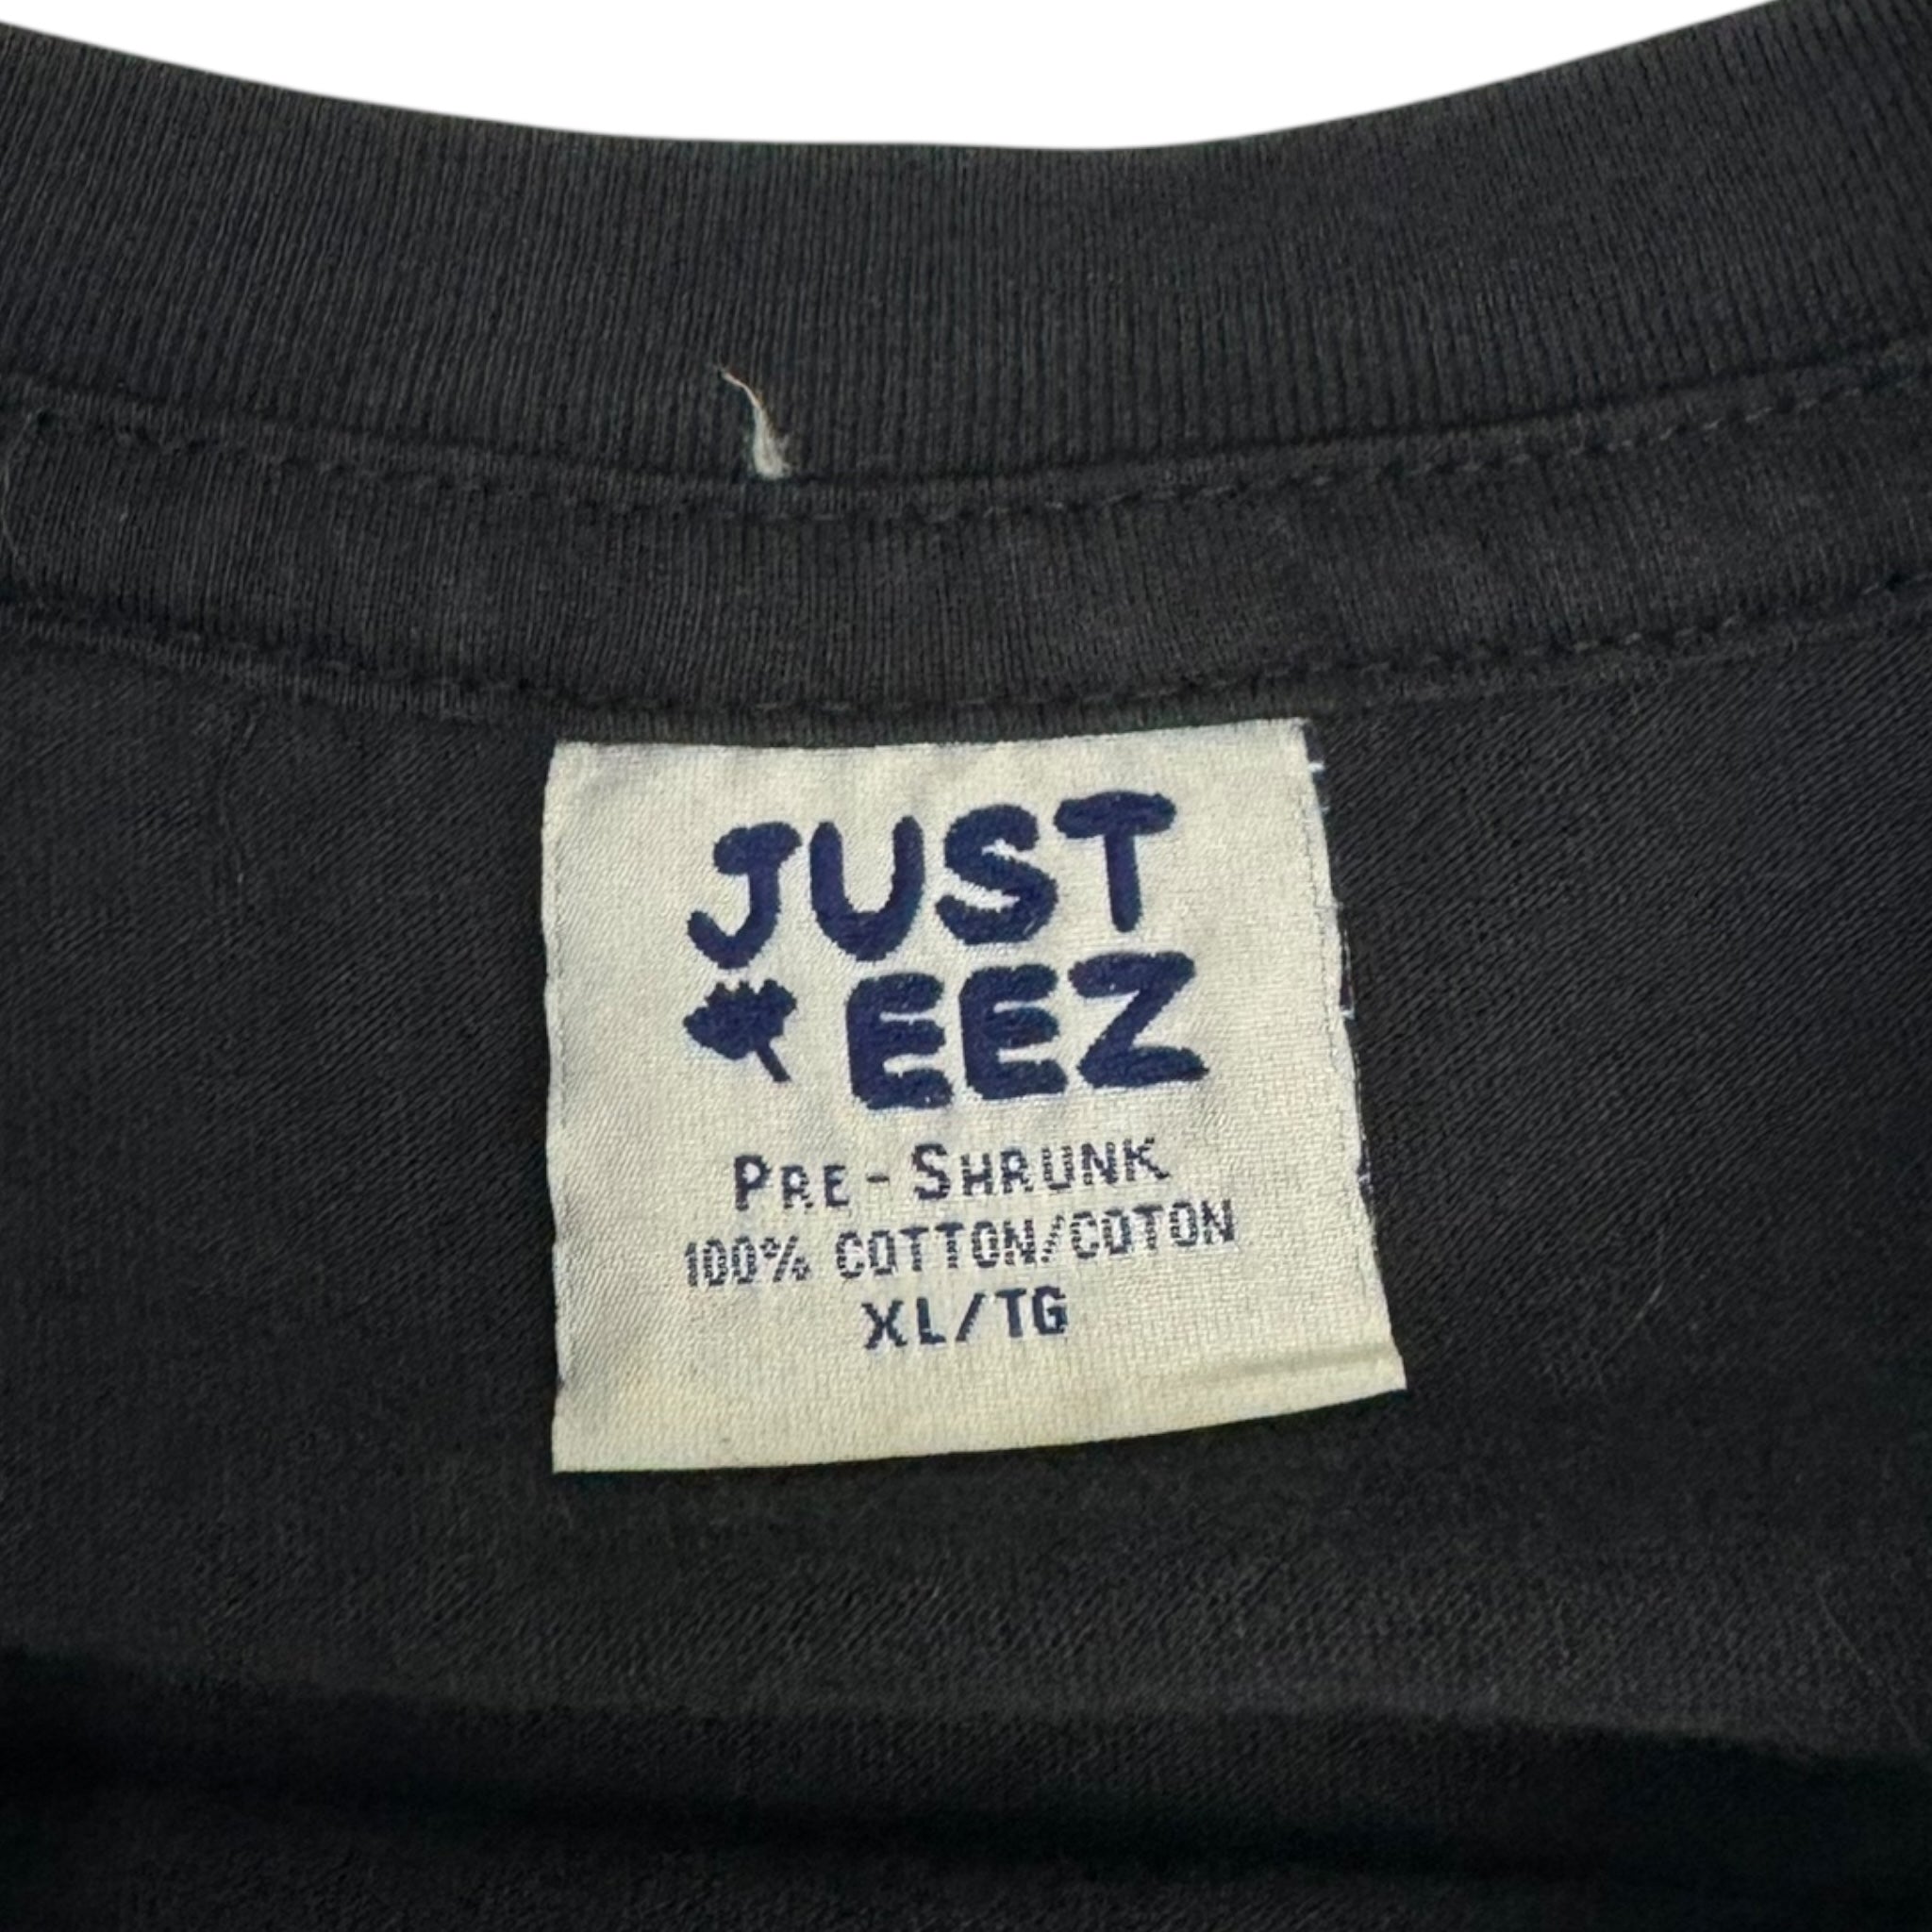 JUST
EEZ
PRE-SHRUNK
100% COTTON/COTON
XL/TG